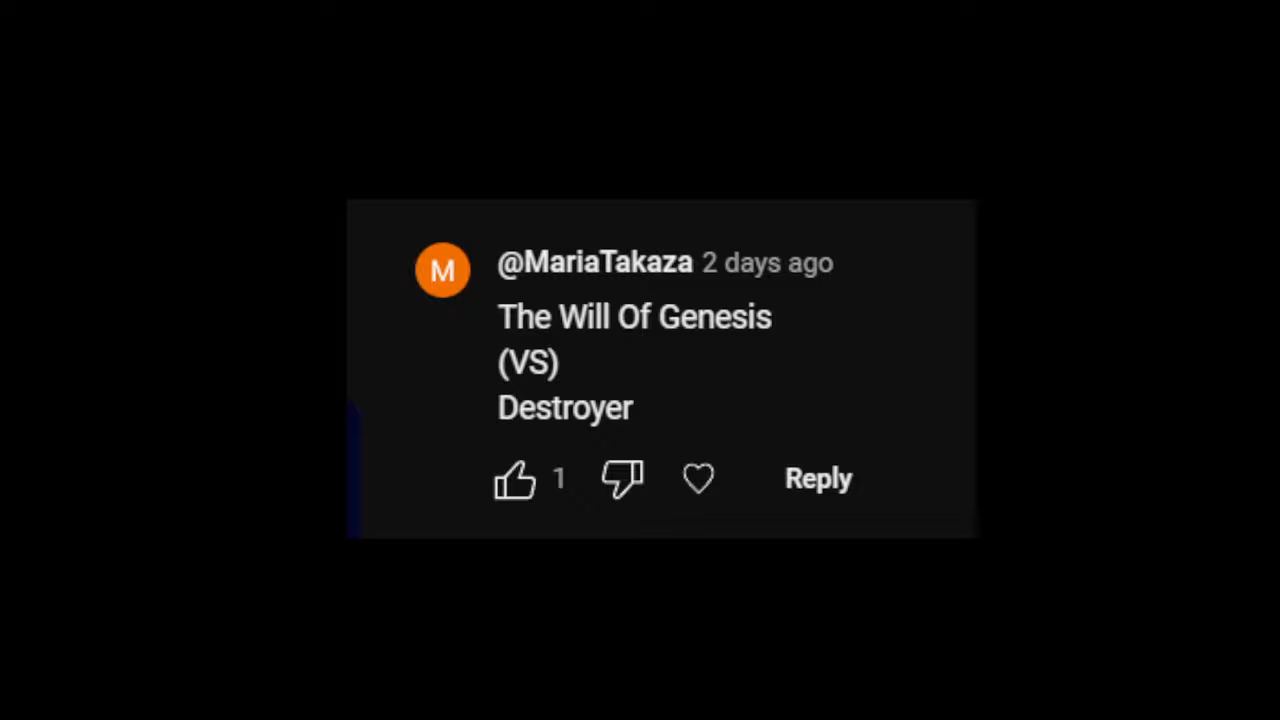 M
@MariaTakaza 2 days ago
The Will Of Genesis
(VS)
Destroyer
1
Reply